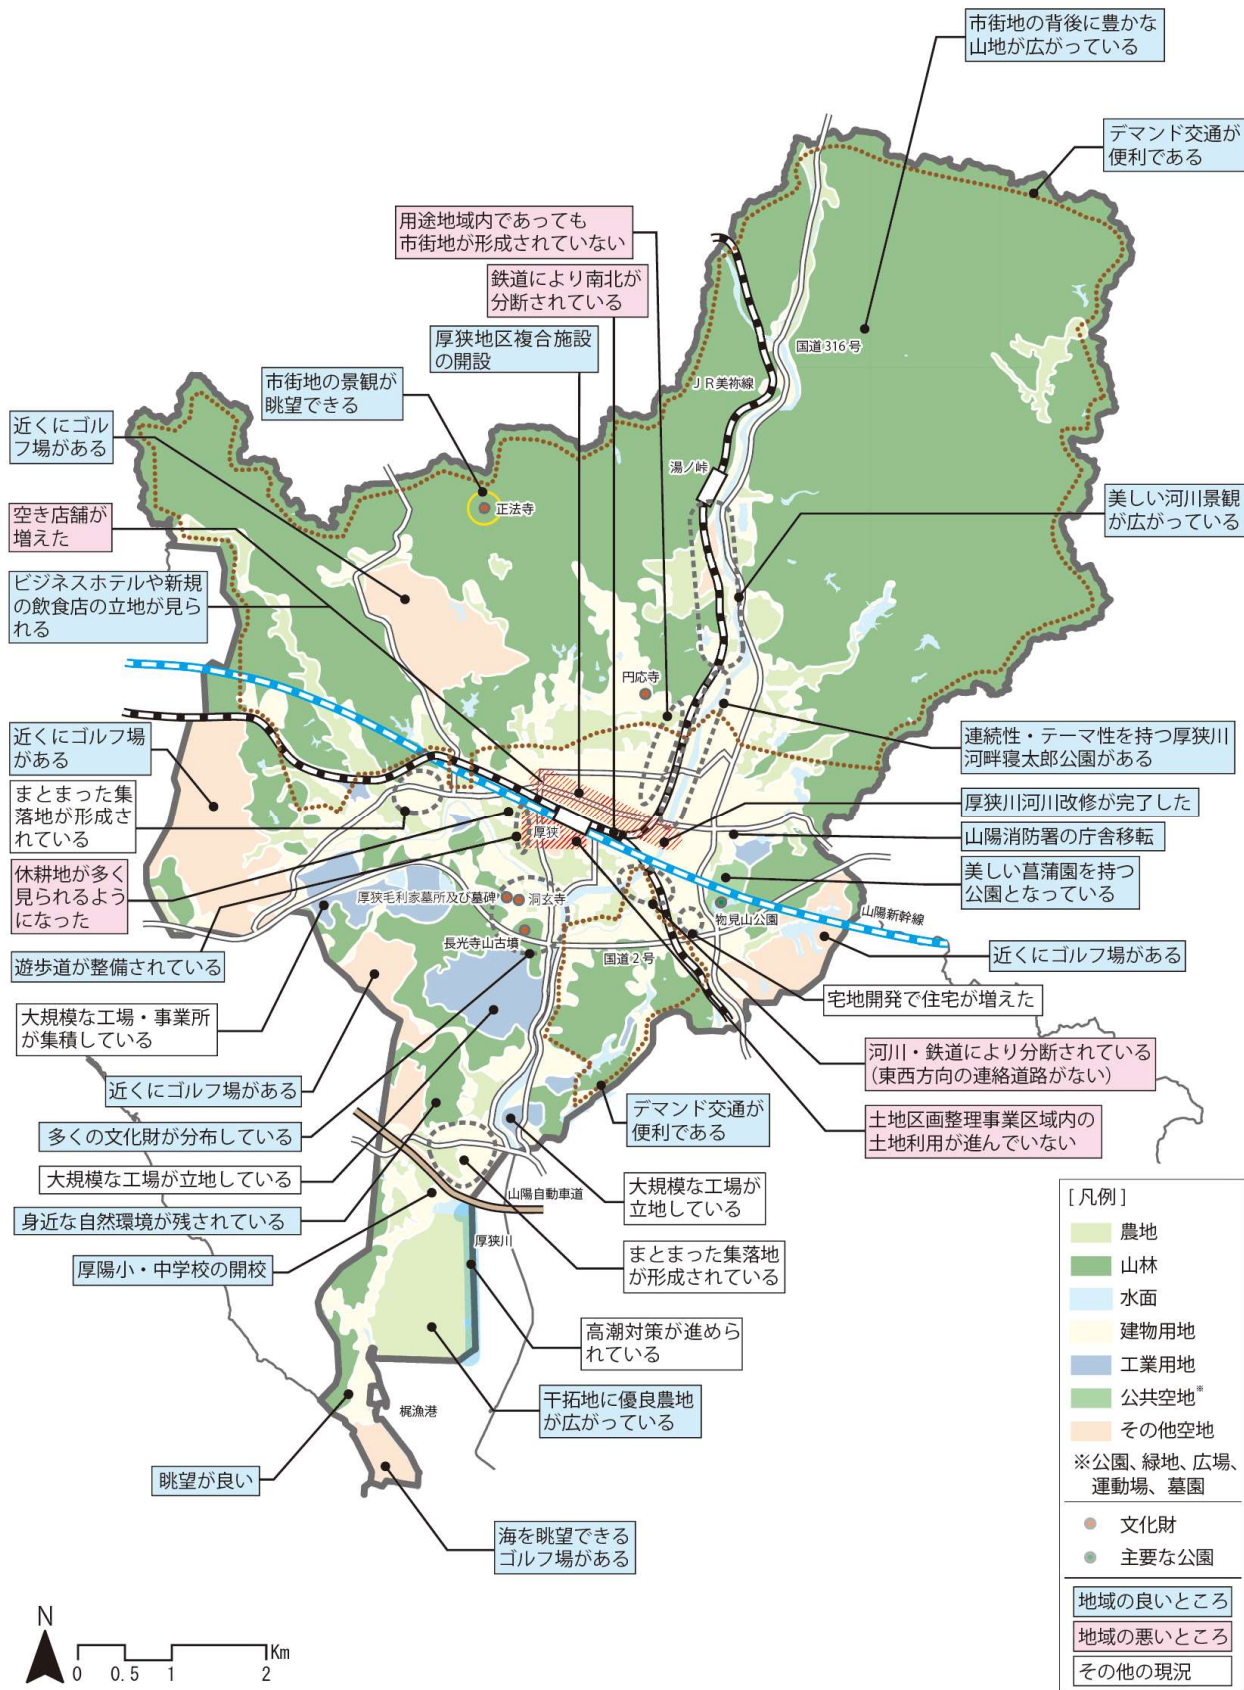 市街地の背後に豊かな
山地が広がっている
デマンド交通が
便利である
用途地域内であっても
市街地が形成されていない
鉄道により南北が
分断されている
厚狭地区複合施設
の開設
国道316号
市街地の景観が
眺望できる
JR美祢線
近くにゴル
フ場がある
湯ノ峠
美しい河川景観
が広がっている
正法寺
空き店舗が
増えた
ビジネスホテルや新規
の飲食店の立地が見ら
れる
円応寺
近くにゴルフ場
がある
連続性・テーマ性を持つ厚狭川
河畔寝太郎公園がある
まとまった集
落地が形成さ
れている
厚狭川河川改修が完了した
厚狭
山陽消防署の庁舎移転
休耕地が多く
見られるよう
になった
美しい菖蒲園を持つ
公園となっている
厚狭毛利家墓所及び墓碑
洞玄寺
物見山公園
山陽新幹線
長光寺山古墳
国道2号
遊歩道が整備されている
近くにゴルフ場がある
宅地開発で住宅が増えた
大規模な工場・事業所
が集積している
河川・鉄道により分断されている
(東西方向の連絡道路がない)
近くにゴルフ場がある
デマンド交通が
便利である
土地区画整理事業区域内の
土地利用が進んでいない
多くの文化財が分布している
大規模な工場が立地している
山陽自動車道
大規模な工場が
立地している
身近な自然環境が残されている
厚狭川
厚陽小・中学校の開校
まとまった集落地
が形成されている
高潮対策が進めら
れている
干拓地に優良農地
が広がっている
梶漁港
眺望が良い
海を眺望できる
ゴルフ場がある
[凡例]
農地
山林
水面
建物用地
工業用地
公共空地※
その他空地
※公園、緑地、広場、
運動場、墓園
文化財
主要な公園
地域の良いところ
地域の悪いところ
その他の現況
N
Km
0 0.5 1 2